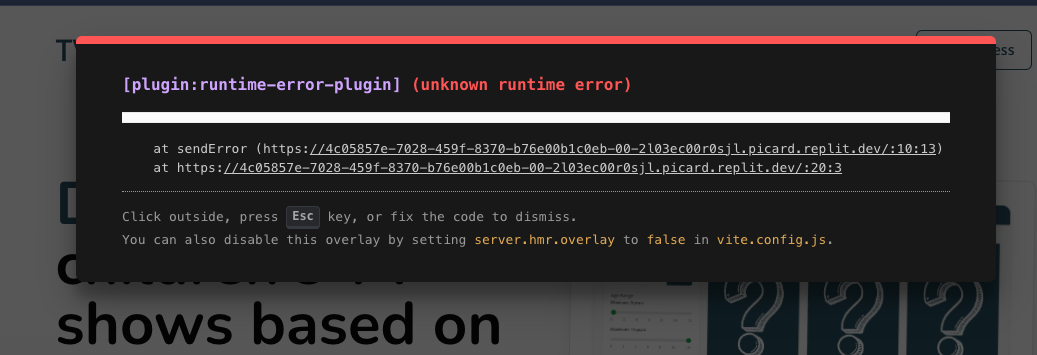 [plugin:runtime-error-plugin] (unknown runtime error)
at sendError (https://4c05857e-7028-459f-8370-b76e00b1c0eb-00-2l03ec00r0sjl.picard.replit.dev/:10:13)
at https://4c05857e-7028-459f-8370-b76e00b1c0eb-00-2l03ec00r0sjl.picard.replit.dev/:20:3
Click outside, press Esc key, or fix the code to dismiss.
You can also disable this overlay by setting server.hmr.overlay to false in vite.config.js.
shows based on